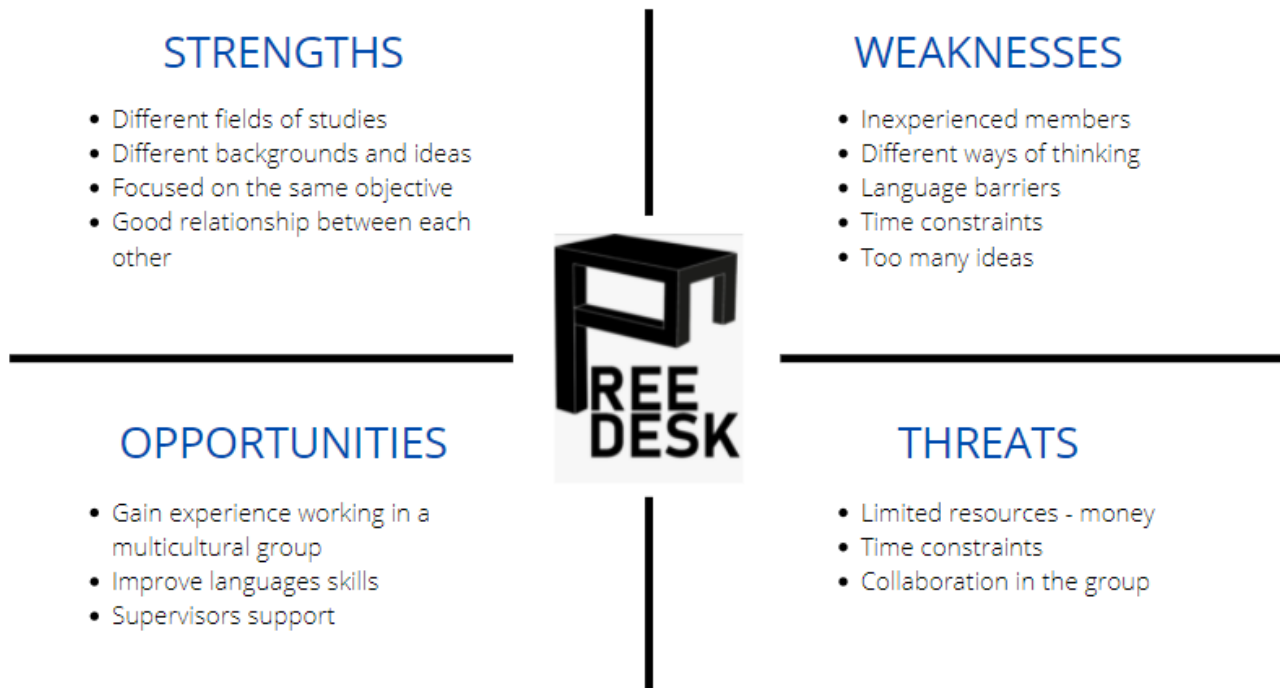 STRENGTHS
• Different fields of studies
• Different backgrounds and ideas
• Focused on the same objective
• Good relationship between each
other
WEAKNESSES
• Inexperienced members
• Different ways of thinking
• Language barriers
• Time constraints
• Too many ideas
REE
DESK
OPPORTUNITIES
• Gain experience working in a
multicultural group
• Improve languages skills
• Supervisors support
THREATS
• Limited resources - money
• Time constraints
• Collaboration in the group